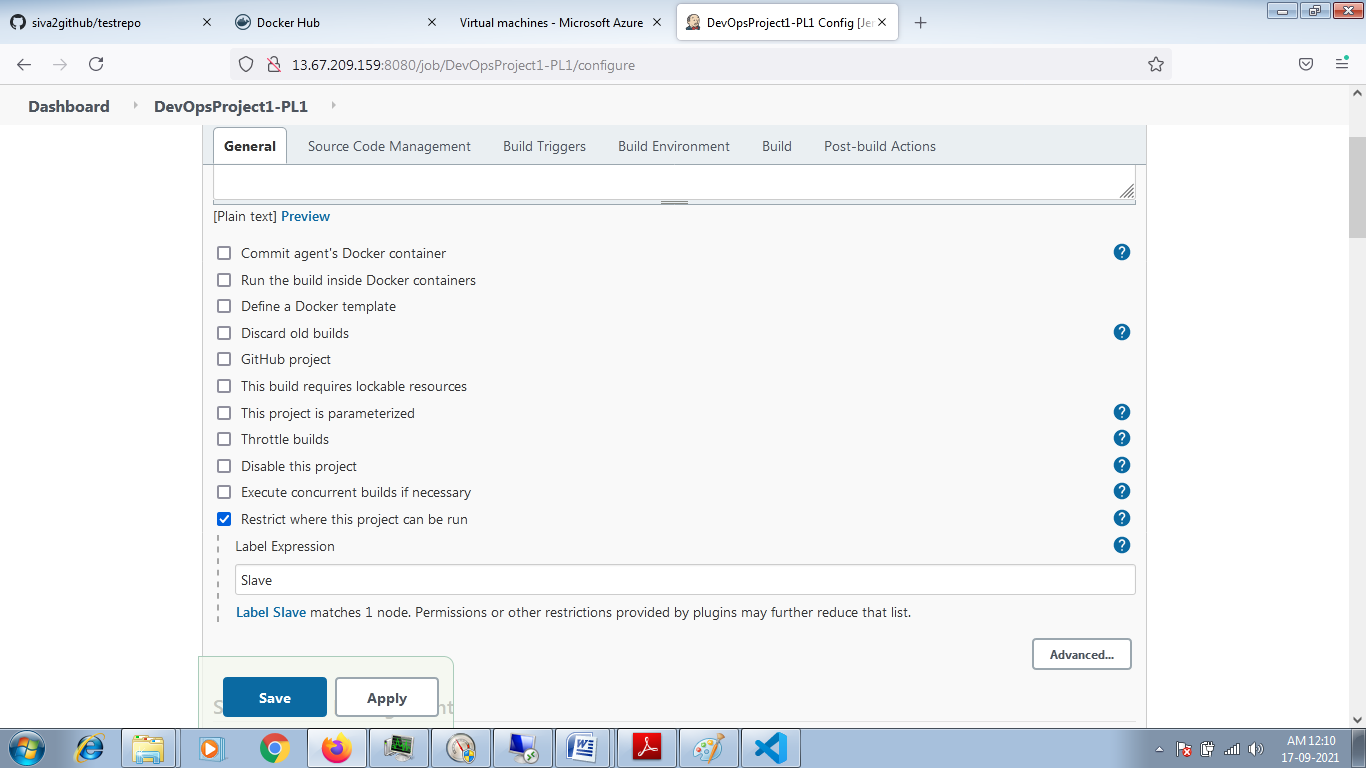 siva2github/testrepo
Docker Hub
Virtual machines - Microsoft Azure
DevOpsProject1-PL1 Config [Je
13.67.209.159:8080/job/DevOpsProject1-PL1/configure
Dashboard DevOpsProject1-PL1
General Source Code Management Build Triggers Build Environment Build Post-build Actions
[Plain text] Preview
Commit agent's Docker container
Run the build inside Docker containers
Define a Docker template
Discard old builds
GitHub project
This build requires lockable resources
This project is parameterized
Throttle builds
Disable this project
Execute concurrent builds if necessary
Restrict where this project can be run
Label Expression
Slave
Label Slave matches 1 node. Permissions or other restrictions provided by plugins may further reduce that list.
Advanced...
Save Apply
AM 12:10
17-09-2021